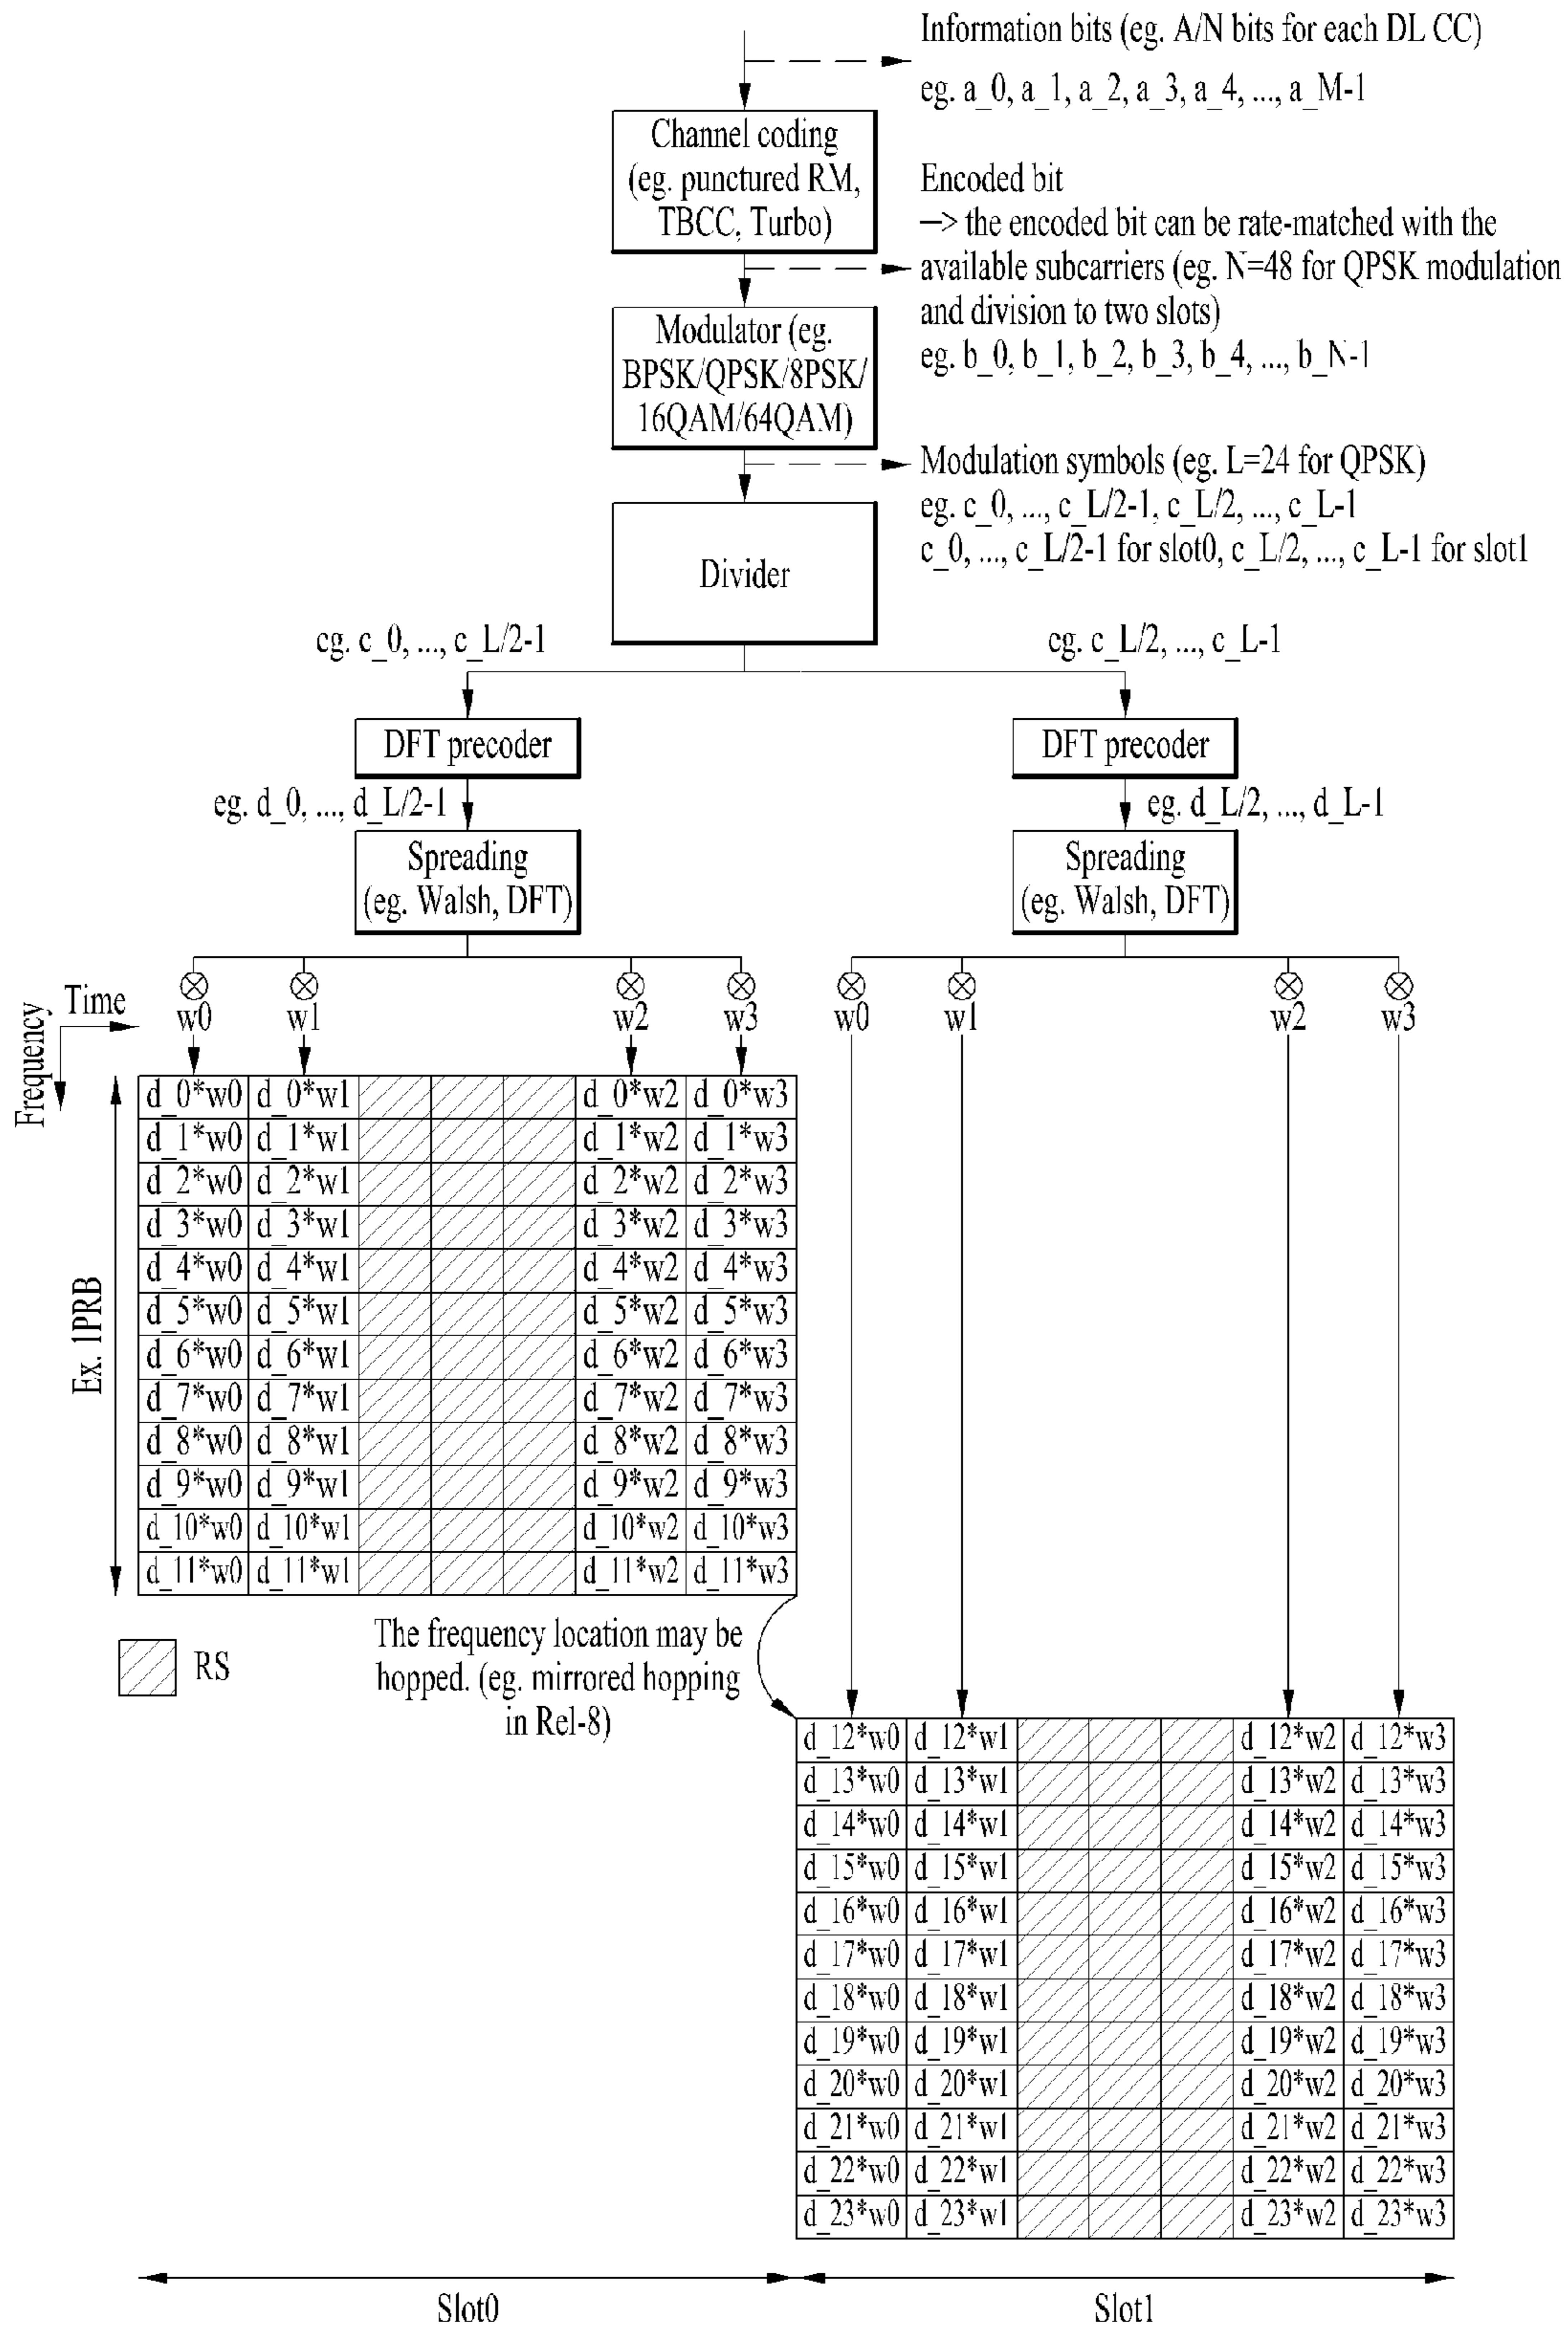 Information bits (eg. A/N bits for each DL CC)
eg. a_0, a_1, a_2, a_3, a_4, ..., a_M-1
Channel coding
(eg. punctured RM,
TBCC, Turbo)
Encoded bit
—> the encoded bit can be rate-matched with the
available subcarriers (eg. N=48 for QPSK modulation
and division to two slots)
eg. b_0, b_1, b_2, b_3, b_4, ..., b_N-1
Modulator (eg.
BPSK/QPSK/8PSK/
16QAM/64QAM)
Modulation symbols (eg. L=24 for QPSK)
eg. c_0, ..., c_L/2-1, c_L/2, ..., c_L-1
c_0, ..., c_L/2-1 for slot0, c_L/2, ..., c_L-1 for slot1
Divider
eg. c_0, ..., c_L/2-1
eg. c_L/2, ..., c_L-1
DFT precoder
DFT precoder
eg. d_0, ..., d_L/2-1
eg. d_L/2, ..., d_L-1
Spreading
(eg. Walsh, DFT)
Spreading
(eg. Walsh, DFT)
Time
Frequency
w0 w1 w2 w3 w0 w1 w2 w3
d_0*w0 d_0*w1 d_0*w2 d_0*w3
d_1*w0 d_1*w1 d_1*w2 d_1*w3
d_2*w0 d_2*w1 d_2*w2 d_2*w3
d_3*w0 d_3*w1 d_3*w2 d_3*w3
d_4*w0 d_4*w1 d_4*w2 d_4*w3
d_5*w0 d_5*w1 d_5*w2 d_5*w3
d_6*w0 d_6*w1 d_6*w2 d_6*w3
d_7*w0 d_7*w1 d_7*w2 d_7*w3
d_8*w0 d_8*w1 d_8*w2 d_8*w3
d_9*w0 d_9*w1 d_9*w2 d_9*w3
d_10*w0 d_10*w1 d_10*w2 d_10*w3
d_11*w0 d_11*w1 d_11*w2 d_11*w3
Ex. 1PRB
RS
The frequency location may be
hopped. (eg. mirrored hopping
in Rel-8)
d_12*w0 d_12*w1 d_12*w2 d_12*w3
d_13*w0 d_13*w1 d_13*w2 d_13*w3
d_14*w0 d_14*w1 d_14*w2 d_14*w3
d_15*w0 d_15*w1 d_15*w2 d_15*w3
d_16*w0 d_16*w1 d_16*w2 d_16*w3
d_17*w0 d_17*w1 d_17*w2 d_17*w3
d_18*w0 d_18*w1 d_18*w2 d_18*w3
d_19*w0 d_19*w1 d_19*w2 d_19*w3
d_20*w0 d_20*w1 d_20*w2 d_20*w3
d_21*w0 d_21*w1 d_21*w2 d_21*w3
d_22*w0 d_22*w1 d_22*w2 d_22*w3
d_23*w0 d_23*w1 d_23*w2 d_23*w3
Slot0
Slot1